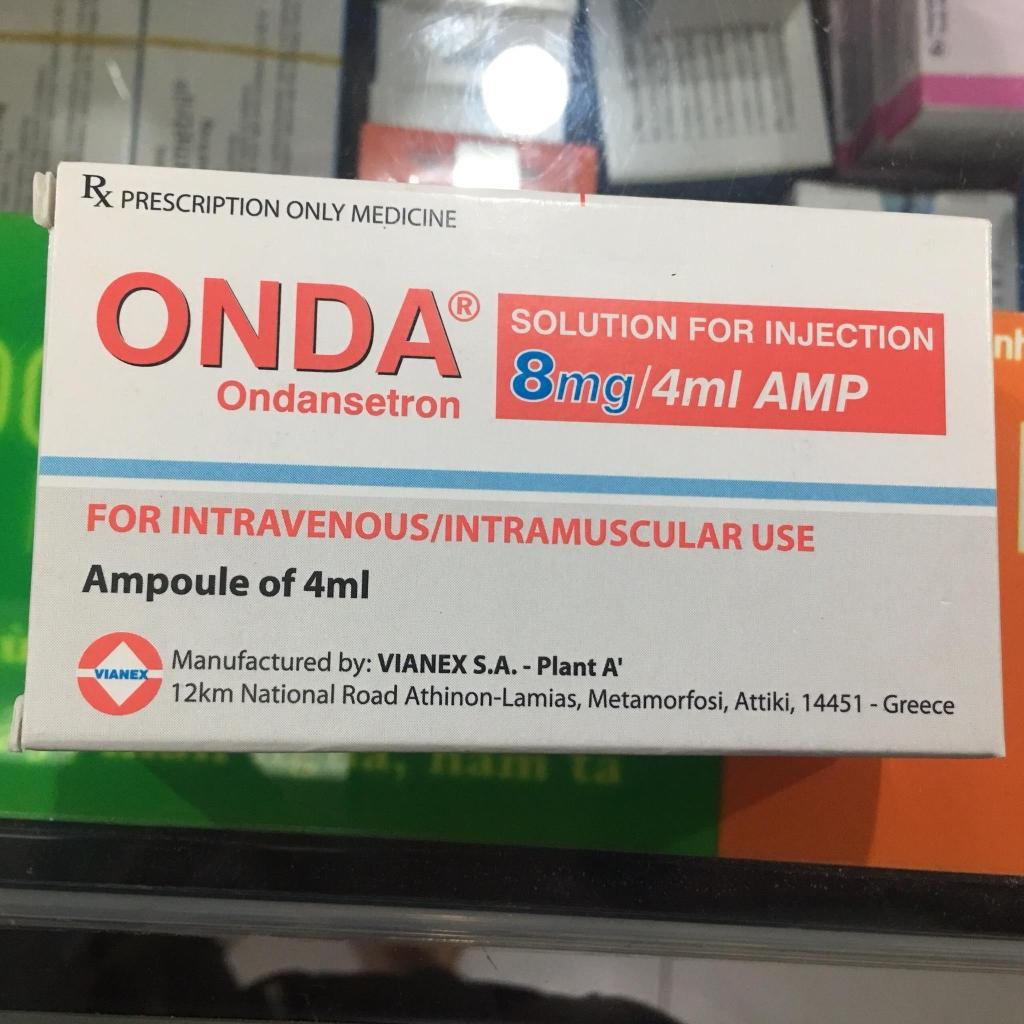 Rx PRESCRIPTION ONLY MEDICINE
ONDA®
Ondansetron
SOLUTION FOR INJECTION
8mg/4ml AMP
FOR INTRAVENOUS/INTRAMUSCULAR USE
Ampoule of 4ml
VIANEX
Manufactured by: VIANEX S.A. - Plant A'
12km National Road Athinon-Lamias, Metamorfosi, Attiki, 14451 - Greece